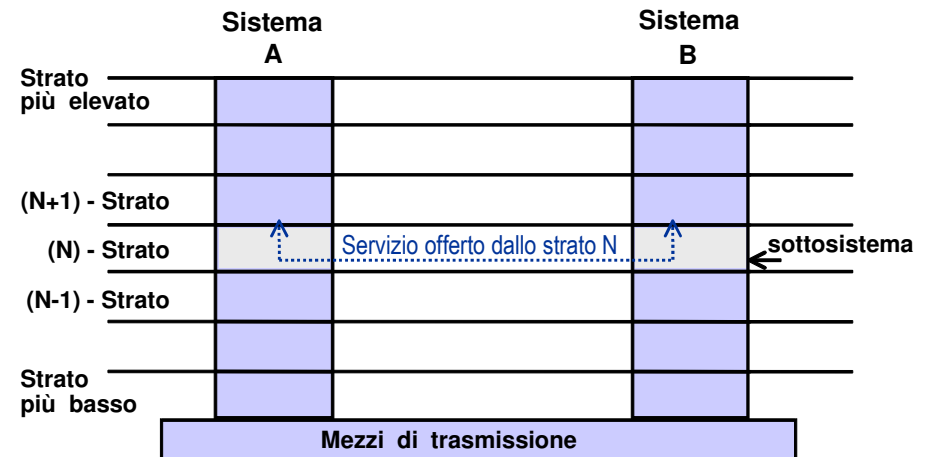 Sistema
A
Sistema
B
Strato
più elevato
(N+1) - Strato
(N) - Strato
Servizio offerto dallo strato N
sottosistema
(N-1) - Strato
Strato
più basso
Mezzi di trasmissione